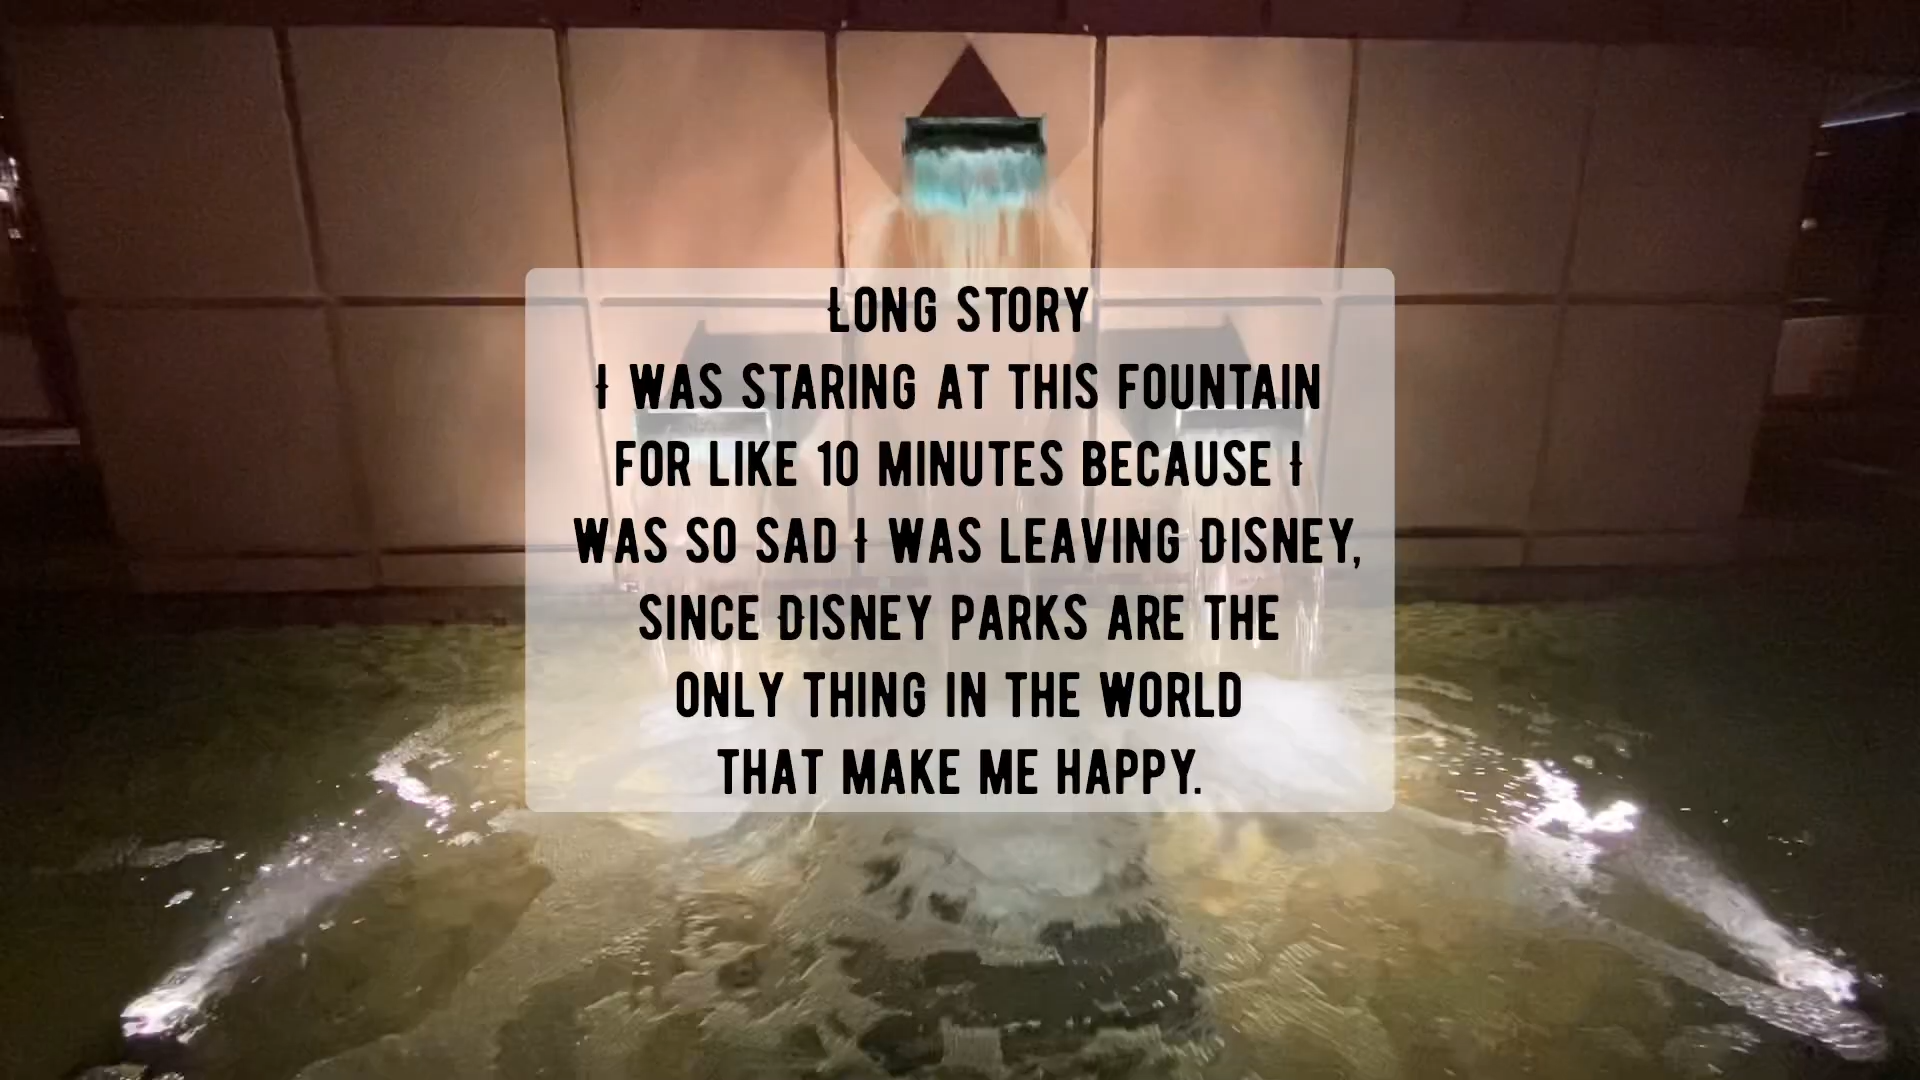 Long story
I was staring at this fountain
for like 10 minutes because I
was so sad I was leaving Disney,
since Disney parks are the
only thing in the world
that make me happy.